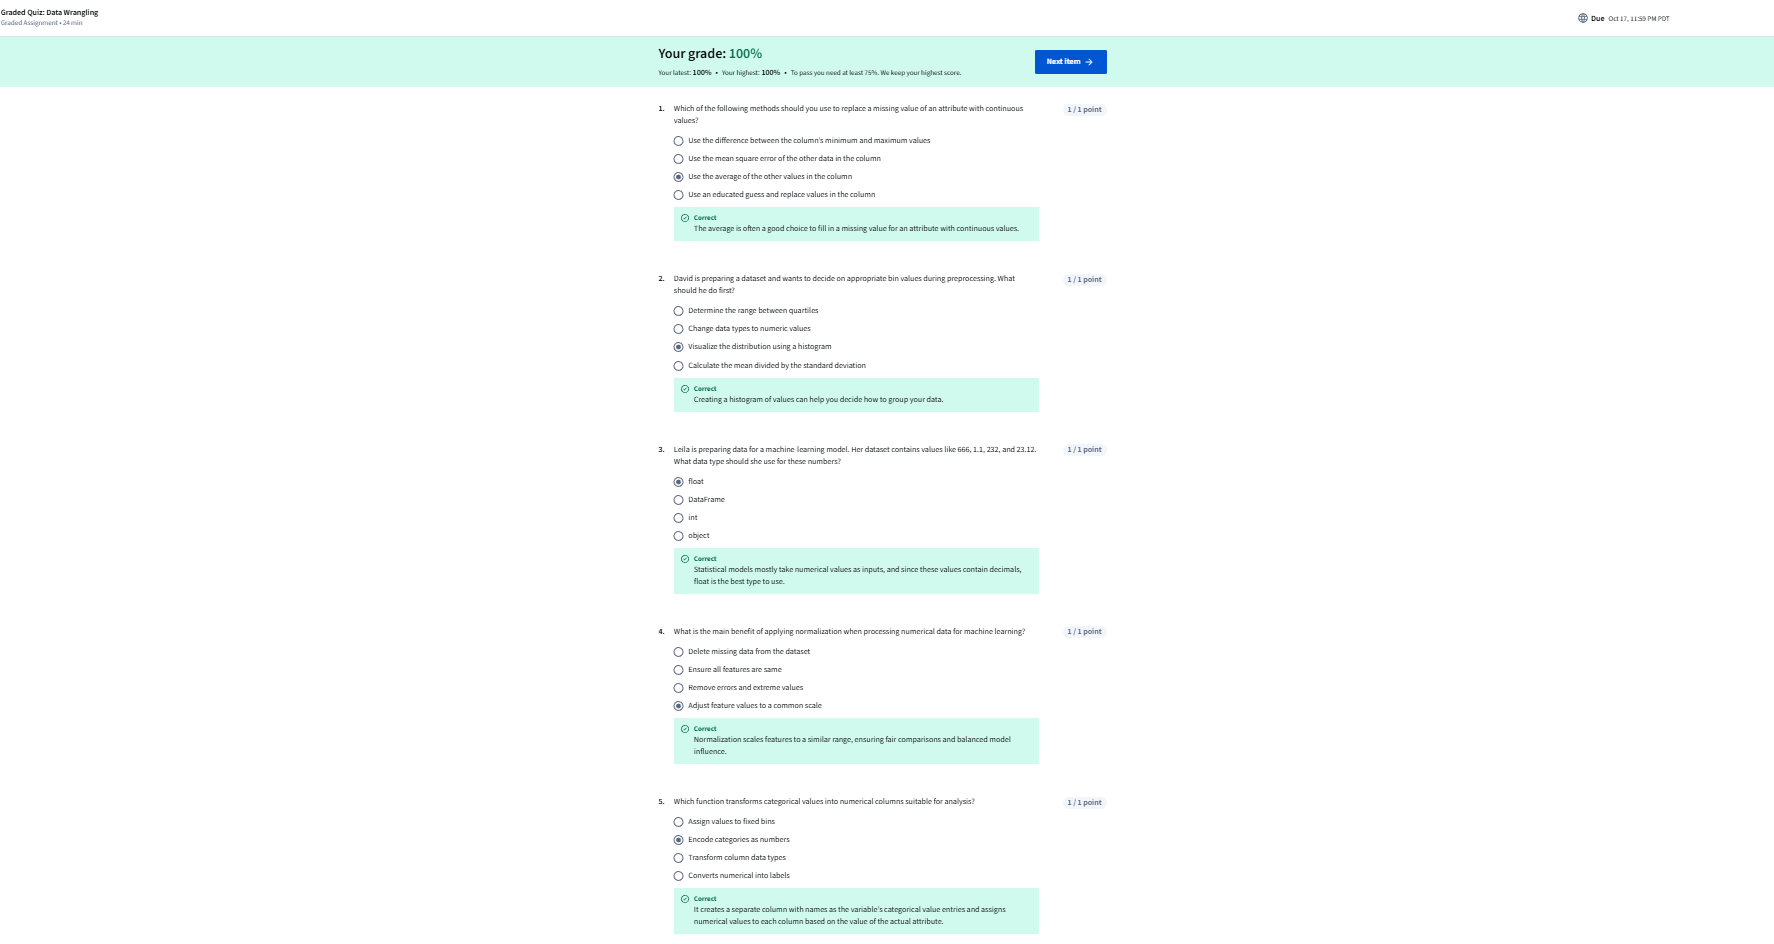 Graded Quiz: Data Wrangling
Graded Assignment • 24 min
Due Oct 17, 11:59 PM PDT
Your grade: 100%
Your latest: 100% • Your highest: 100% • To pass you need at least 75%. We keep your highest score.
Next item →
1. Which of the following methods should you use to replace a missing value of an attribute with continuous
values?
1 / 1 point
Use the difference between the column's minimum and maximum values
Use the mean square error of the other data in the column
Use the average of the other values in the column
Use an educated guess and replace values in the column
Correct
The average is often a good choice to fill in a missing value for an attribute with continuous values.
2. David is preparing a dataset and wants to decide on appropriate bin values during preprocessing. What
should he do first?
1 / 1 point
Determine the range between quartiles
Change data types to numeric values
Visualize the distribution using a histogram
Calculate the mean divided by the standard deviation
Correct
Creating a histogram of values can help you decide how to group your data.
3. Leila is preparing data for a machine-learning model. Her dataset contains values like 666, 1.1, 232, and 23.12.
What data type should she use for these numbers?
1 / 1 point
float
DataFrame
int
object
Correct
Statistical models mostly take numerical values as inputs, and since these values contain decimals,
float is the best type to use.
4. What is the main benefit of applying normalization when processing numerical data for machine learning?
1 / 1 point
Delete missing data from the dataset
Ensure all features are same
Remove errors and extreme values
Adjust feature values to a common scale
Correct
Normalization scales features to a similar range, ensuring fair comparisons and balanced model
influence.
5. Which function transforms categorical values into numerical columns suitable for analysis?
1 / 1 point
Assign values to fixed bins
Encode categories as numbers
Transform column data types
Converts numerical into labels
Correct
It creates a separate column with names as the variable's categorical value entries and assigns
numerical values to each column based on the value of the actual attribute.